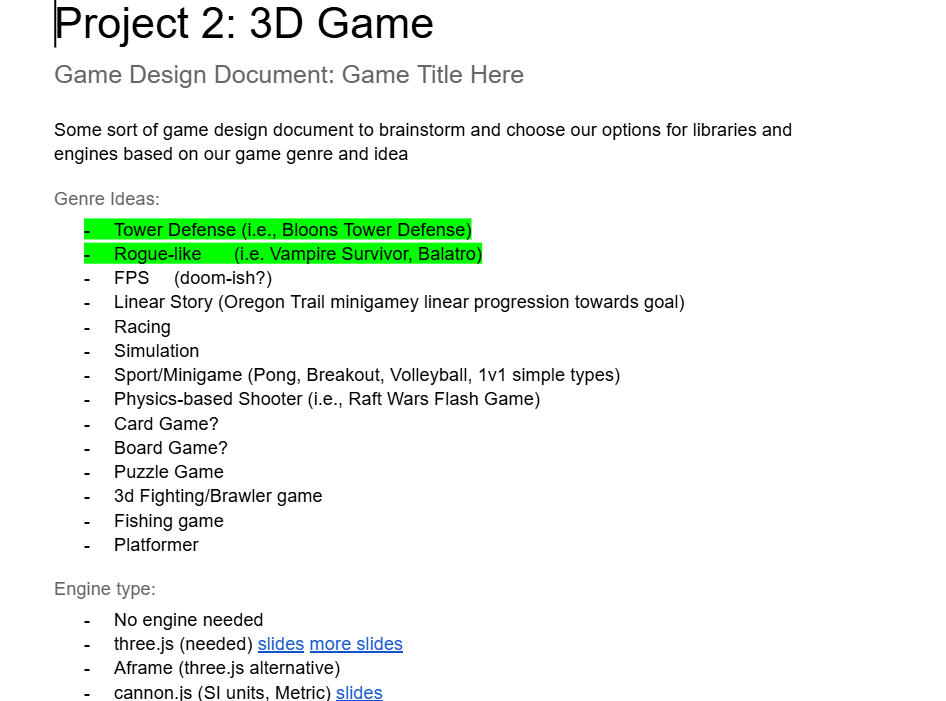 Project 2: 3D Game
Game Design Document: Game Title Here
Some sort of game design document to brainstorm and choose our options for libraries and
engines based on our game genre and idea
Genre Ideas:
- Tower Defense (i.e., Bloons Tower Defense)
- Rogue-like (i.e. Vampire Survivor, Balatro)
- FPS (doom-ish?)
- Linear Story (Oregon Trail minigamey linear progression towards goal)
- Racing
- Simulation
- Sport/Minigame (Pong, Breakout, Volleyball, 1v1 simple types)
- Physics-based Shooter (i.e., Raft Wars Flash Game)
- Card Game?
- Board Game?
- Puzzle Game
- 3d Fighting/Brawler game
- Fishing game
- Platformer
Engine type:
- No engine needed
- three.js (needed) slides more slides
- Aframe (three.js alternative)
- cannon.js (SI units, Metric) slides